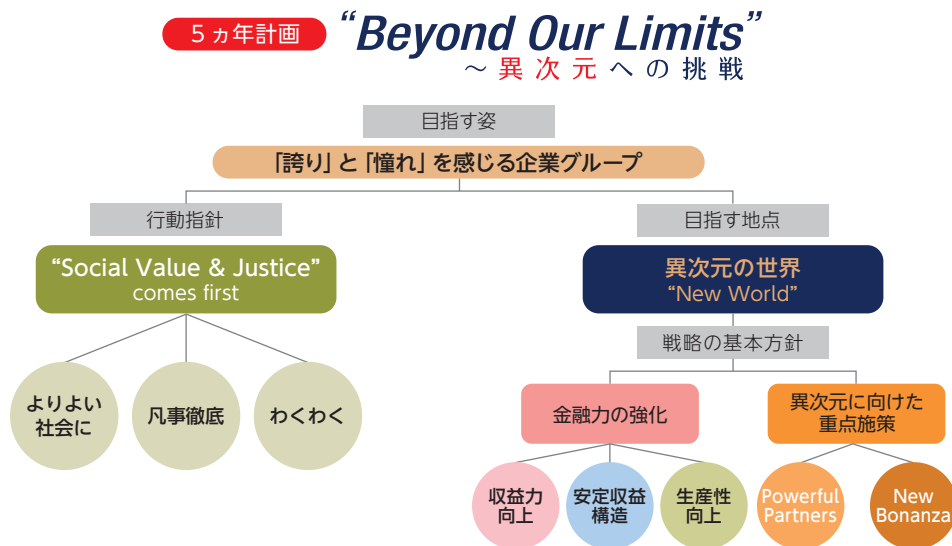 5ヵ年計画
“Beyond Our Limits”
～異次元への挑戦
目指す姿
「誇り」と「憧れ」を感じる企業グループ
行動指針
“Social Value & Justice”
comes first
よりよい
社会に
凡事徹底
わくわく
目指す地点
異次元の世界
“New World”
戦略の基本方針
金融力の強化
収益力
向上
安定収益
構造
生産性
向上
異次元に向けた
重点施策
Powerful
Partners
New
Bonanza